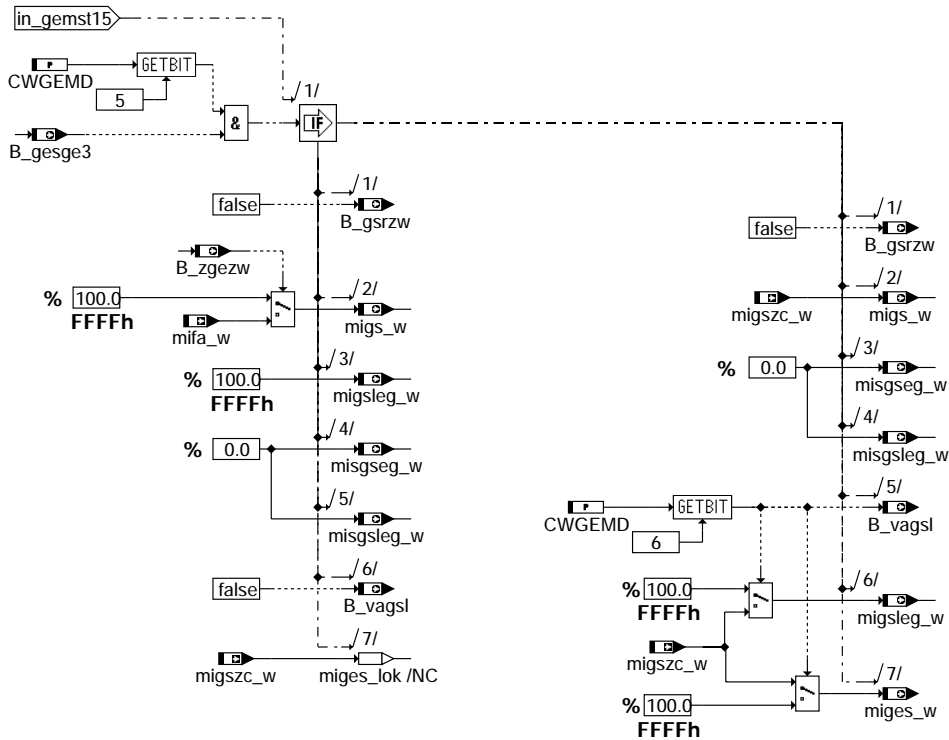 in_gemst15
P
GETBIT
CWGEMD
5
1/
&
IF
B_gesge3
1/
false
B_gsrzw
B_zgezw
2/
% 100.0
FFFFh
migs_w
mifa_w
3/
% 100.0
FFFFh
migsleg_w
4/
% 0.0
misgseg_w
5/
misgsleg_w
6/
false
B_vagsl
7/
migszc_w
miges_lok /NC
1/
false
B_gsrzw
2/
migszc_w
migs_w
3/
% 0.0
misgseg_w
4/
misgsleg_w
5/
P
GETBIT
CWGEMD
B_vagsl
6
6/
% 100.0
FFFFh
migsleg_w
migszc_w
7/
% 100.0
FFFFh
miges_w